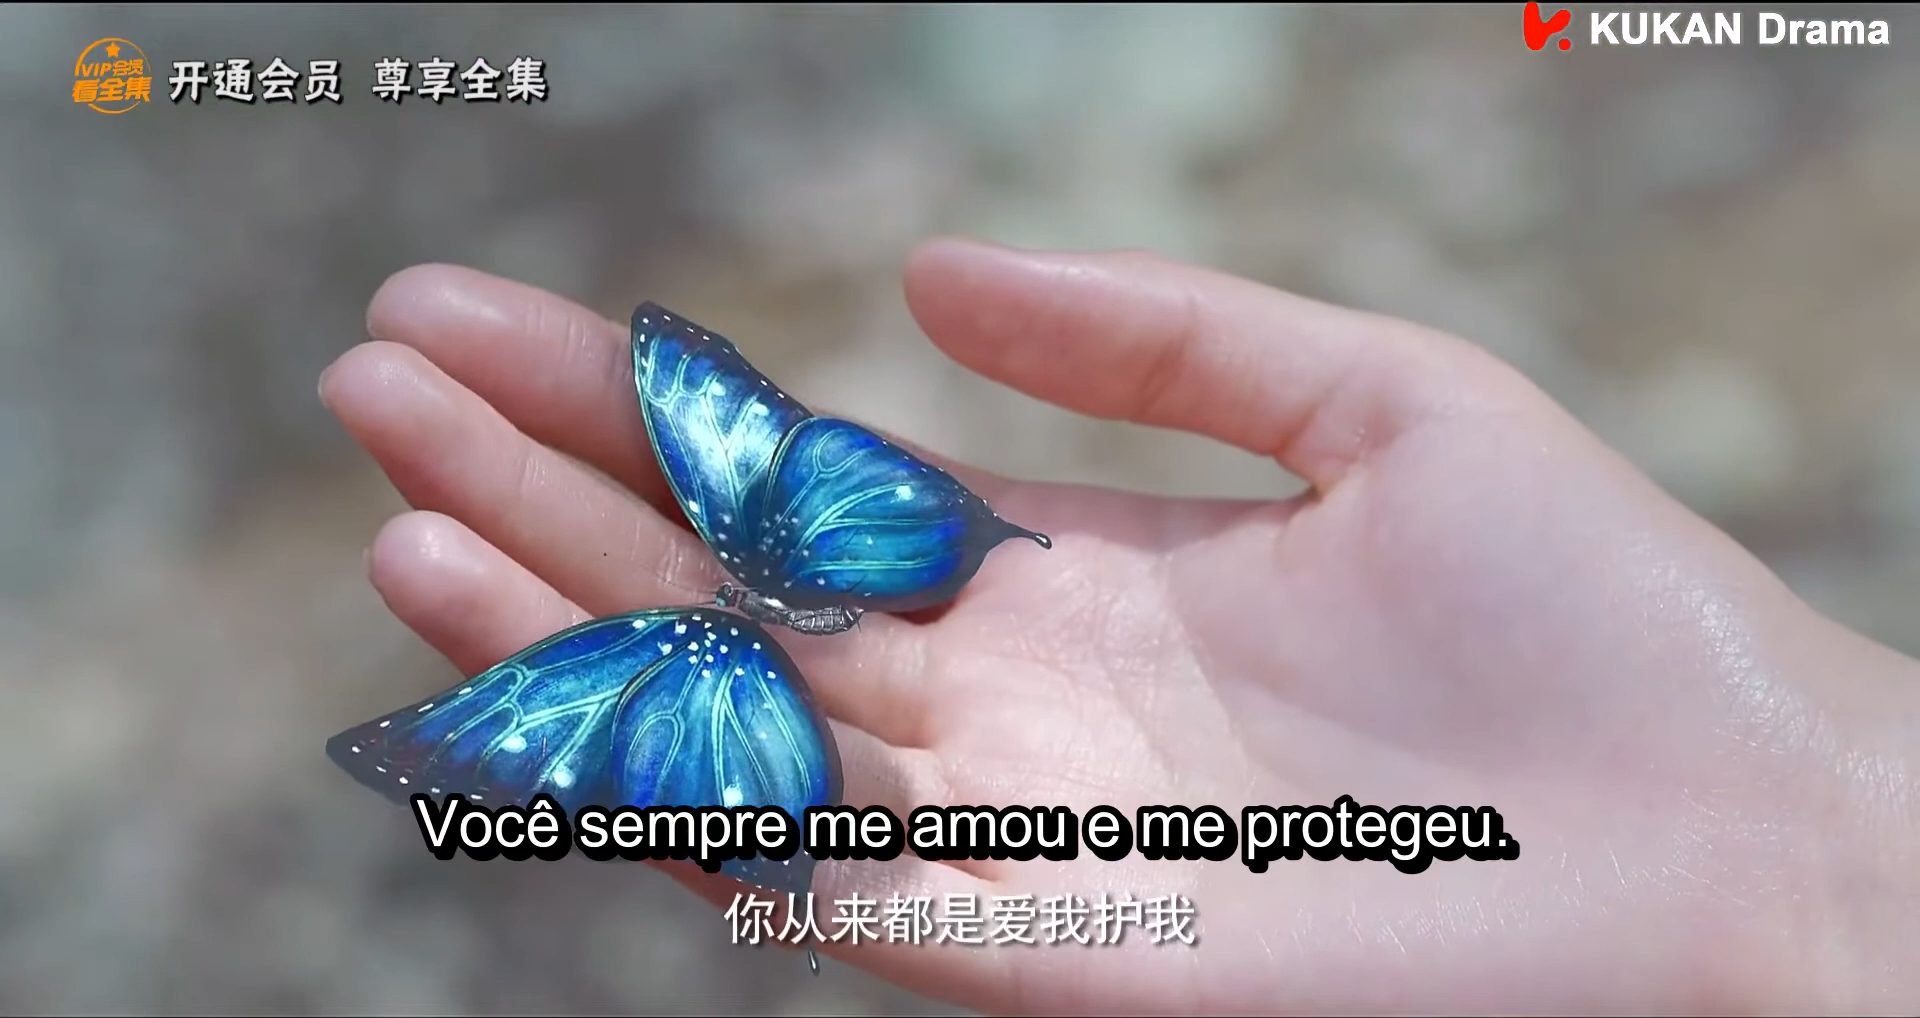 KUKAN Drama
VIP会员
看全集
开通会员 尊享全集
Você sempre me amou e me protegeu.
你从来都是爱我护我